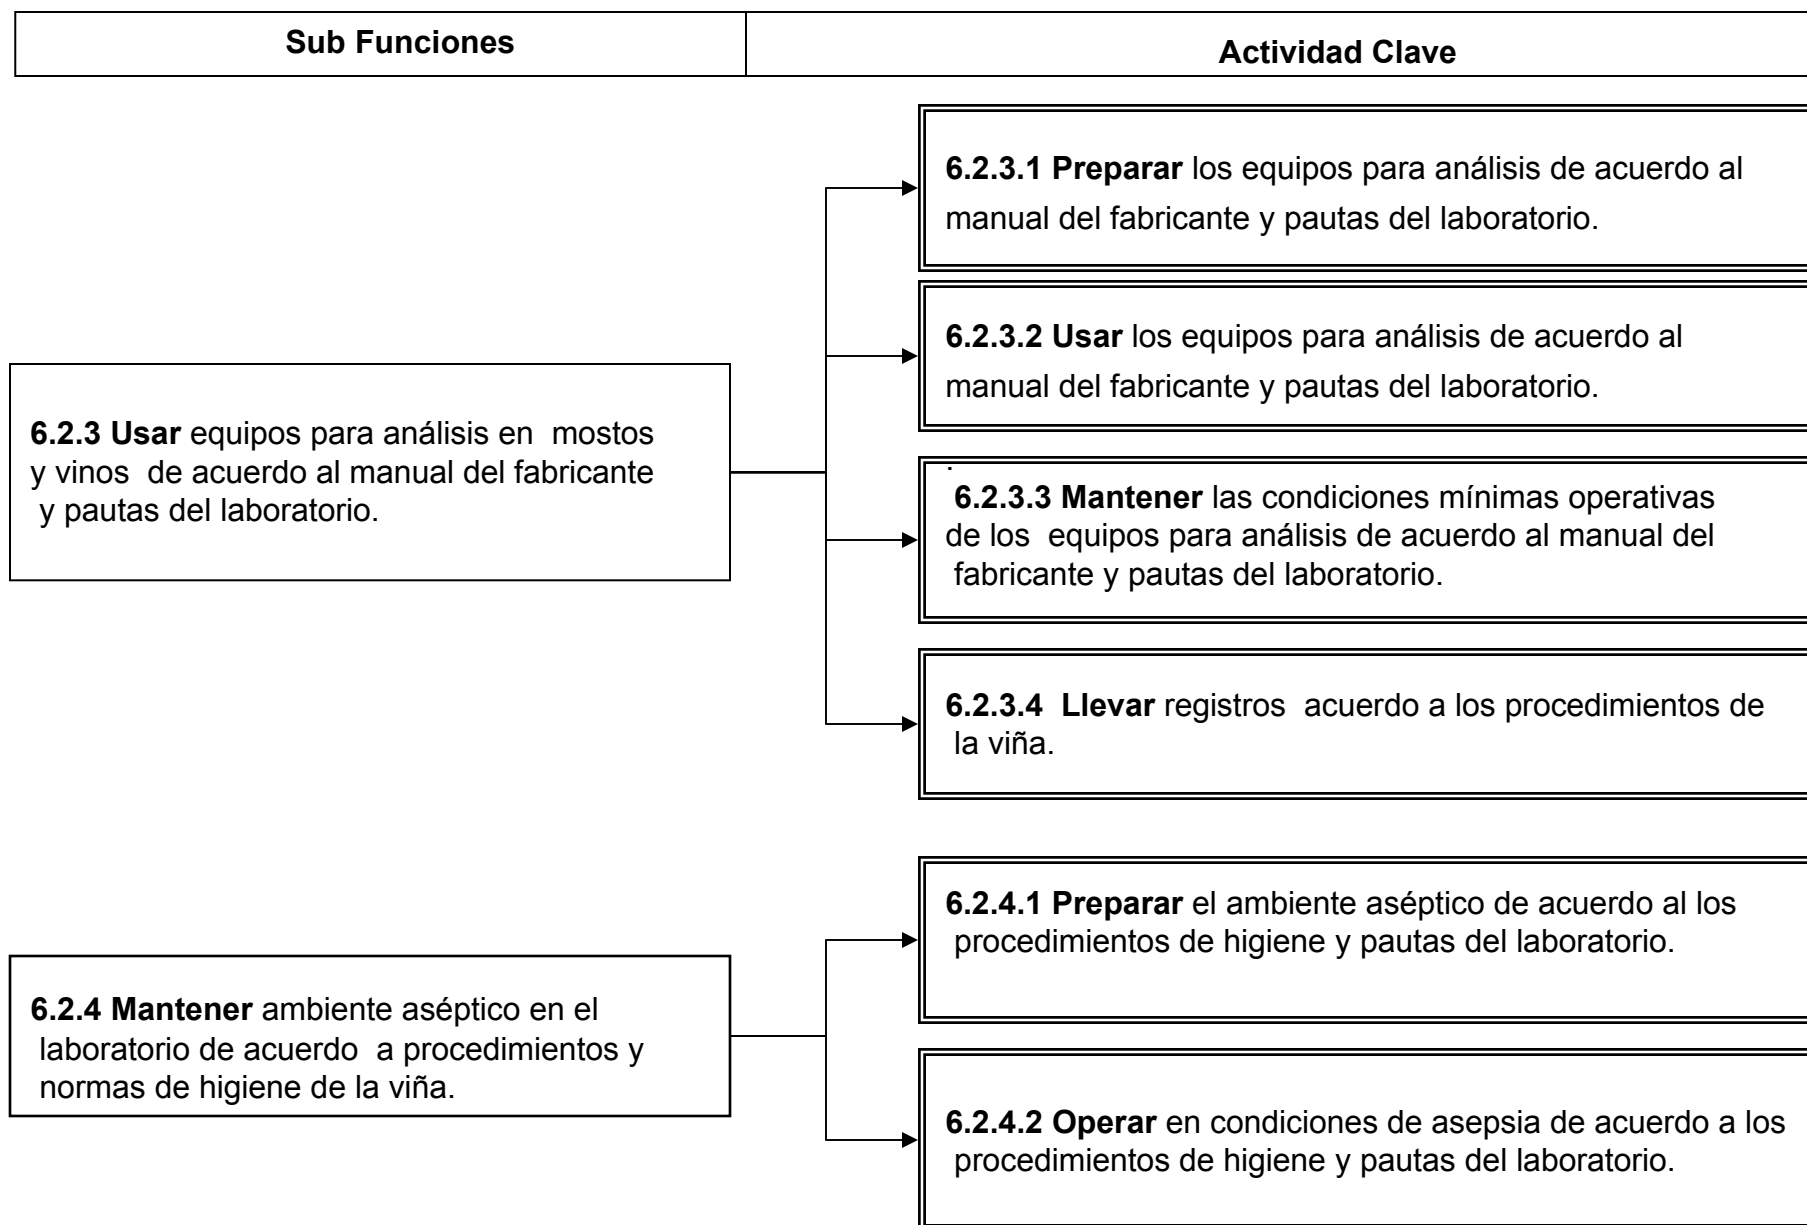 Sub Funciones
Actividad Clave
6.2.3.1 Preparar los equipos para análisis de acuerdo al
manual del fabricante y pautas del laboratorio.
6.2.3.2 Usar los equipos para análisis de acuerdo al
manual del fabricante y pautas del laboratorio.
6.2.3 Usar equipos para análisis en mostos
y vinos de acuerdo al manual del fabricante
y pautas del laboratorio.
.
6.2.3.3 Mantener las condiciones mínimas operativas
de los equipos para análisis de acuerdo al manual del
fabricante y pautas del laboratorio.
6.2.3.4 Llevar registros acuerdo a los procedimientos de
la viña.
6.2.4.1 Preparar el ambiente aséptico de acuerdo al los
procedimientos de higiene y pautas del laboratorio.
6.2.4 Mantener ambiente aséptico en el
laboratorio de acuerdo a procedimientos y
normas de higiene de la viña.
6.2.4.2 Operar en condiciones de asepsia de acuerdo a los
procedimientos de higiene y pautas del laboratorio.